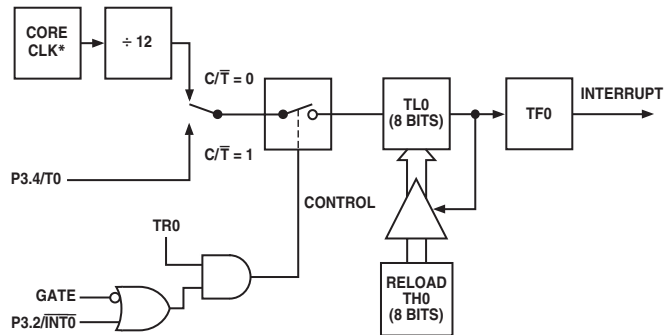 CORE
CLK*
÷ 12
C/T̅ = 0
C/T̅ = 1
P3.4/T0
TL0
(8 BITS)
TF0
INTERRUPT
CONTROL
TR0
GATE
P3.2/I̅N̅T̅0̅
RELOAD
TH0
(8 BITS)